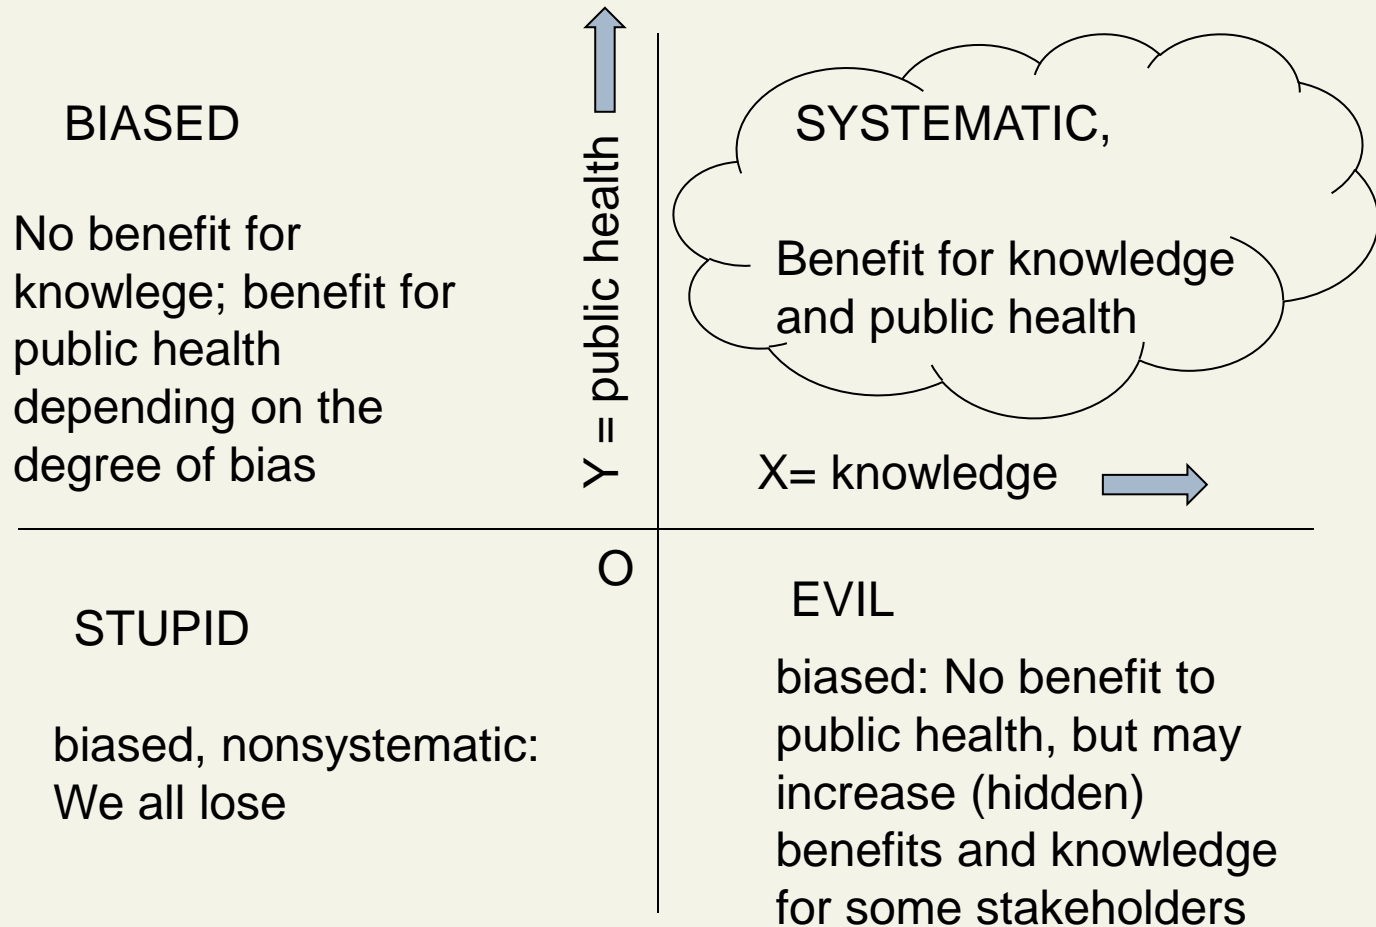 BIASED
No benefit for
knowlege; benefit for
public health
depending on the
degree of bias
Y = public health
SYSTEMATIC,
Benefit for knowledge
and public health
X= knowledge
O
STUPID
biased, nonsystematic:
We all lose
EVIL
biased: No benefit to
public health, but may
increase (hidden)
benefits and knowledge
for some stakeholders